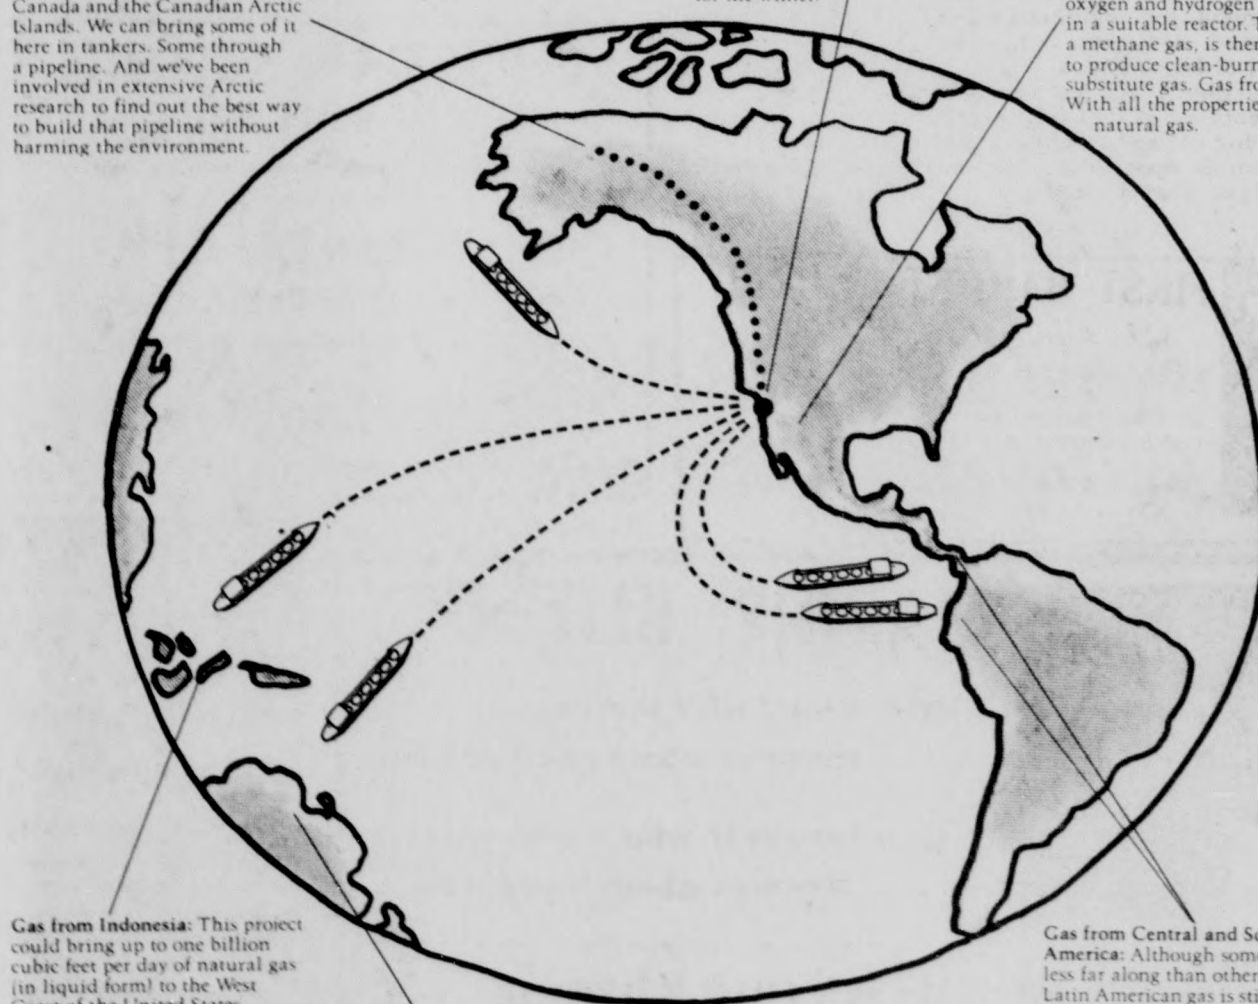 Canada and the Canadian Arctic
Islands. We can bring some of it
here in tankers. Some through
a pipeline. And we've been
involved in extensive Arctic
research to find out the best way
to build that pipeline without
harming the environment.
oxygen and hydrogen
in a suitable reactor.
a methane gas, is then
to produce clean-burn
substitute gas. Gas fro
With all the propertie
natural gas.
Gas from Indonesia: This project
could bring up to one billion
cubic feet per day of natural gas
(in liquid form) to the West
Gas from Central and So
America: Although some
less far along than other
Latin American gas is sti